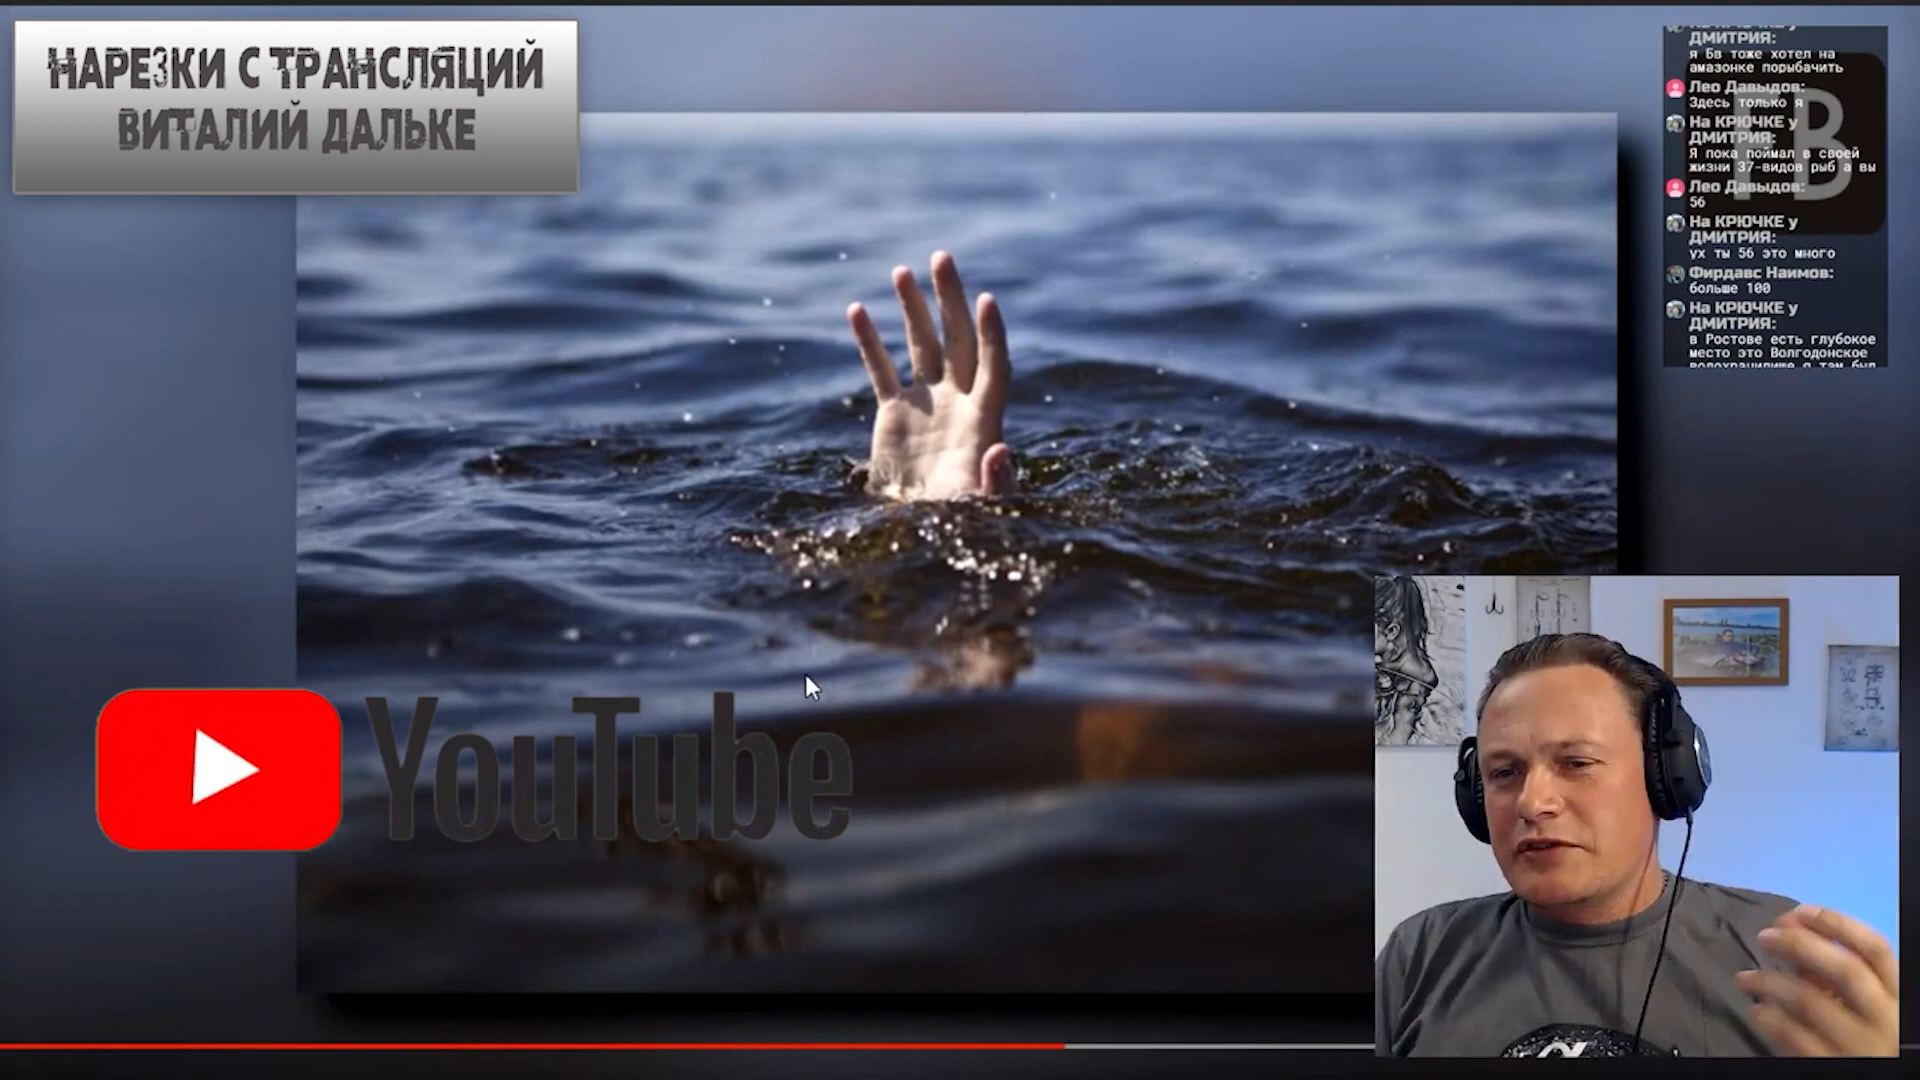 НАРЕЗКИ С ТРАНСЛЯЦИЙ
ВИТАЛИЙ ДАЛЬКЕ
YouTube
ДМИТРИЯ:
я Бв тоже хотел на
амазонке порыбачить
Лео Давыдов:
Здесь только я
На КРЮЧКЕ у
ДМИТРИЯ:
Я пока поймал в своей
жизни 37-видов рыб а вы
Лео Давыдов:
56
На КРЮЧКЕ у
ДМИТРИЯ:
ух ты 56 это много
Фирдавс Наимов:
больше 100
На КРЮЧКЕ у
ДМИТРИЯ:
в Ростове есть глубокое
место это Волгодонское